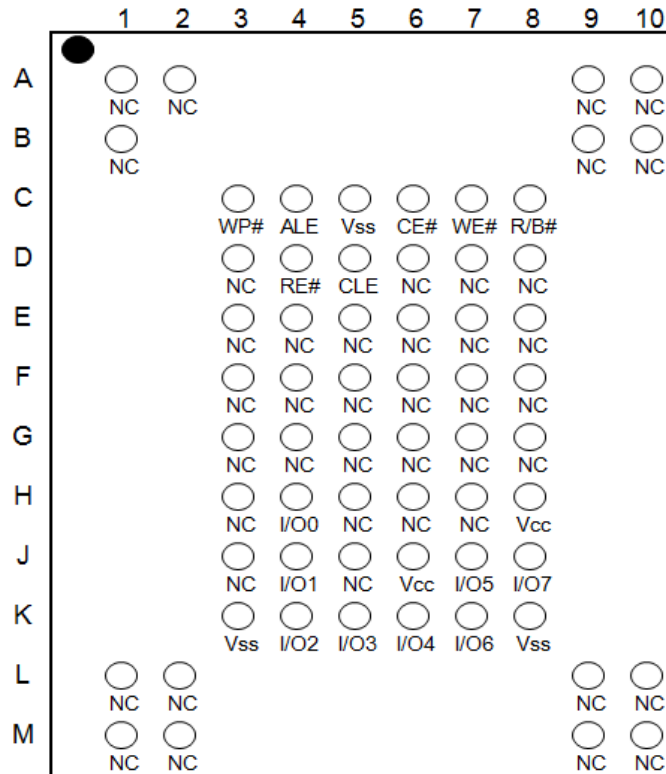 1 2 3 4 5 6 7 8 9 10
A
NC NC NC NC
B
NC NC NC
C
WP# ALE Vss CE# WE# R/B#
D
NC RE# CLE NC NC NC
E
NC NC NC NC NC NC
F
NC NC NC NC NC NC
G
NC NC NC NC NC NC
H
NC I/O0 NC NC NC Vcc
J
NC I/O1 NC Vcc I/O5 I/O7
K
Vss I/O2 I/O3 I/O4 I/O6 Vss
L
NC NC NC NC
M
NC NC NC NC